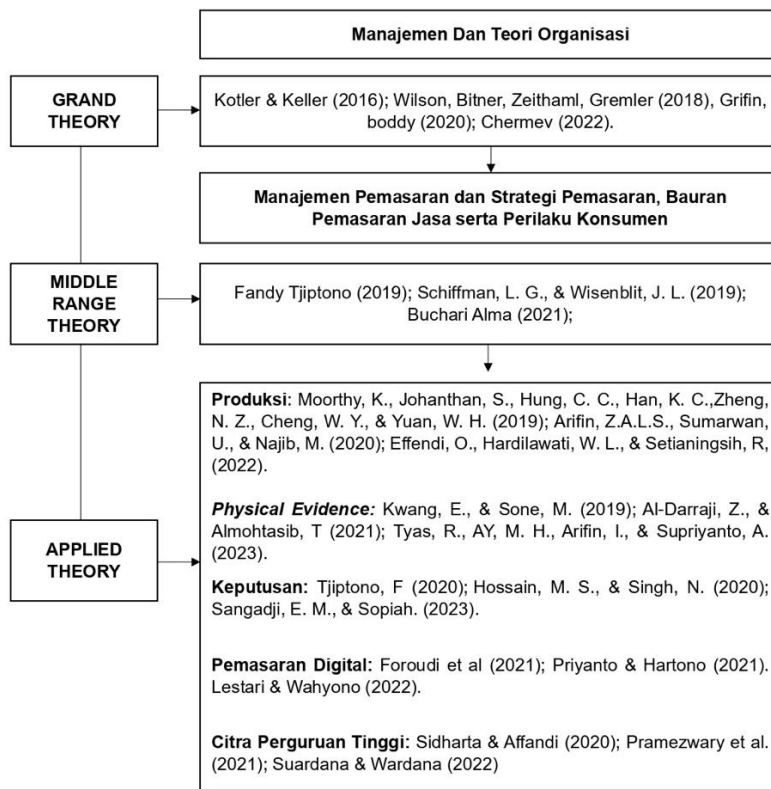 Manajemen Dan Teori Organisasi
GRAND
THEORY
Kotler & Keller (2016); Wilson, Bitner, Zeithaml, Gremler (2018), Grifin,
boddy (2020); Chermev (2022).
Manajemen Pemasaran dan Strategi Pemasaran, Bauran
Pemasaran Jasa serta Perilaku Konsumen
MIDDLE
RANGE
THEORY
Fandy Tjiptono (2019); Schiffman, L. G., & Wisenblit, J. L. (2019);
Buchari Alma (2021);
APPLIED
THEORY
Produksi: Moorthy, K., Johanthan, S., Hung, C. C., Han, K. C.,Zheng,
N. Z., Cheng, W. Y., & Yuan, W. H. (2019); Arifin, Z.A.L.S., Sumarwan,
U., & Najib, M. (2020); Effendi, O., Hardilawati, W. L., & Setianingsih, R,
(2022).
Physical Evidence: Kwang, E., & Sone, M. (2019); Al-Darraji, Z., &
Almohtasib, T (2021); Tyas, R., AY, M. H., Arifin, I., & Supriyanto, A.
(2023).
Keputusan: Tjiptono, F (2020); Hossain, M. S., & Singh, N. (2020);
Sangadji, E. M., & Sopiah. (2023).
Pemasaran Digital: Foroudi et al (2021); Priyanto & Hartono (2021).
Lestari & Wahyono (2022).
Citra Perguruan Tinggi: Sidharta & Affandi (2020); Pramezwary et al.
(2021); Suardana & Wardana (2022)